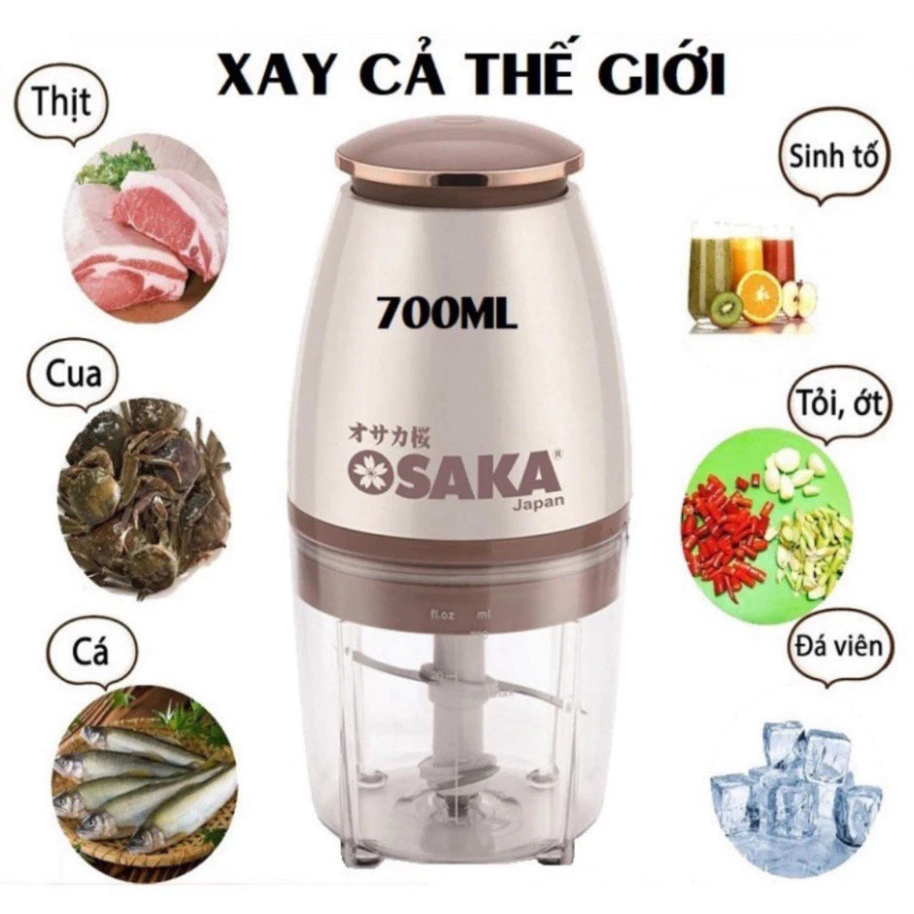 XAY CẢ THẾ GIỚI
Thịt
Sinh tố
700ML
Cua
Tỏi, ớt
オサカ桜
OSAKA®
Japan
fl.oz ml
Cá
Đá viên